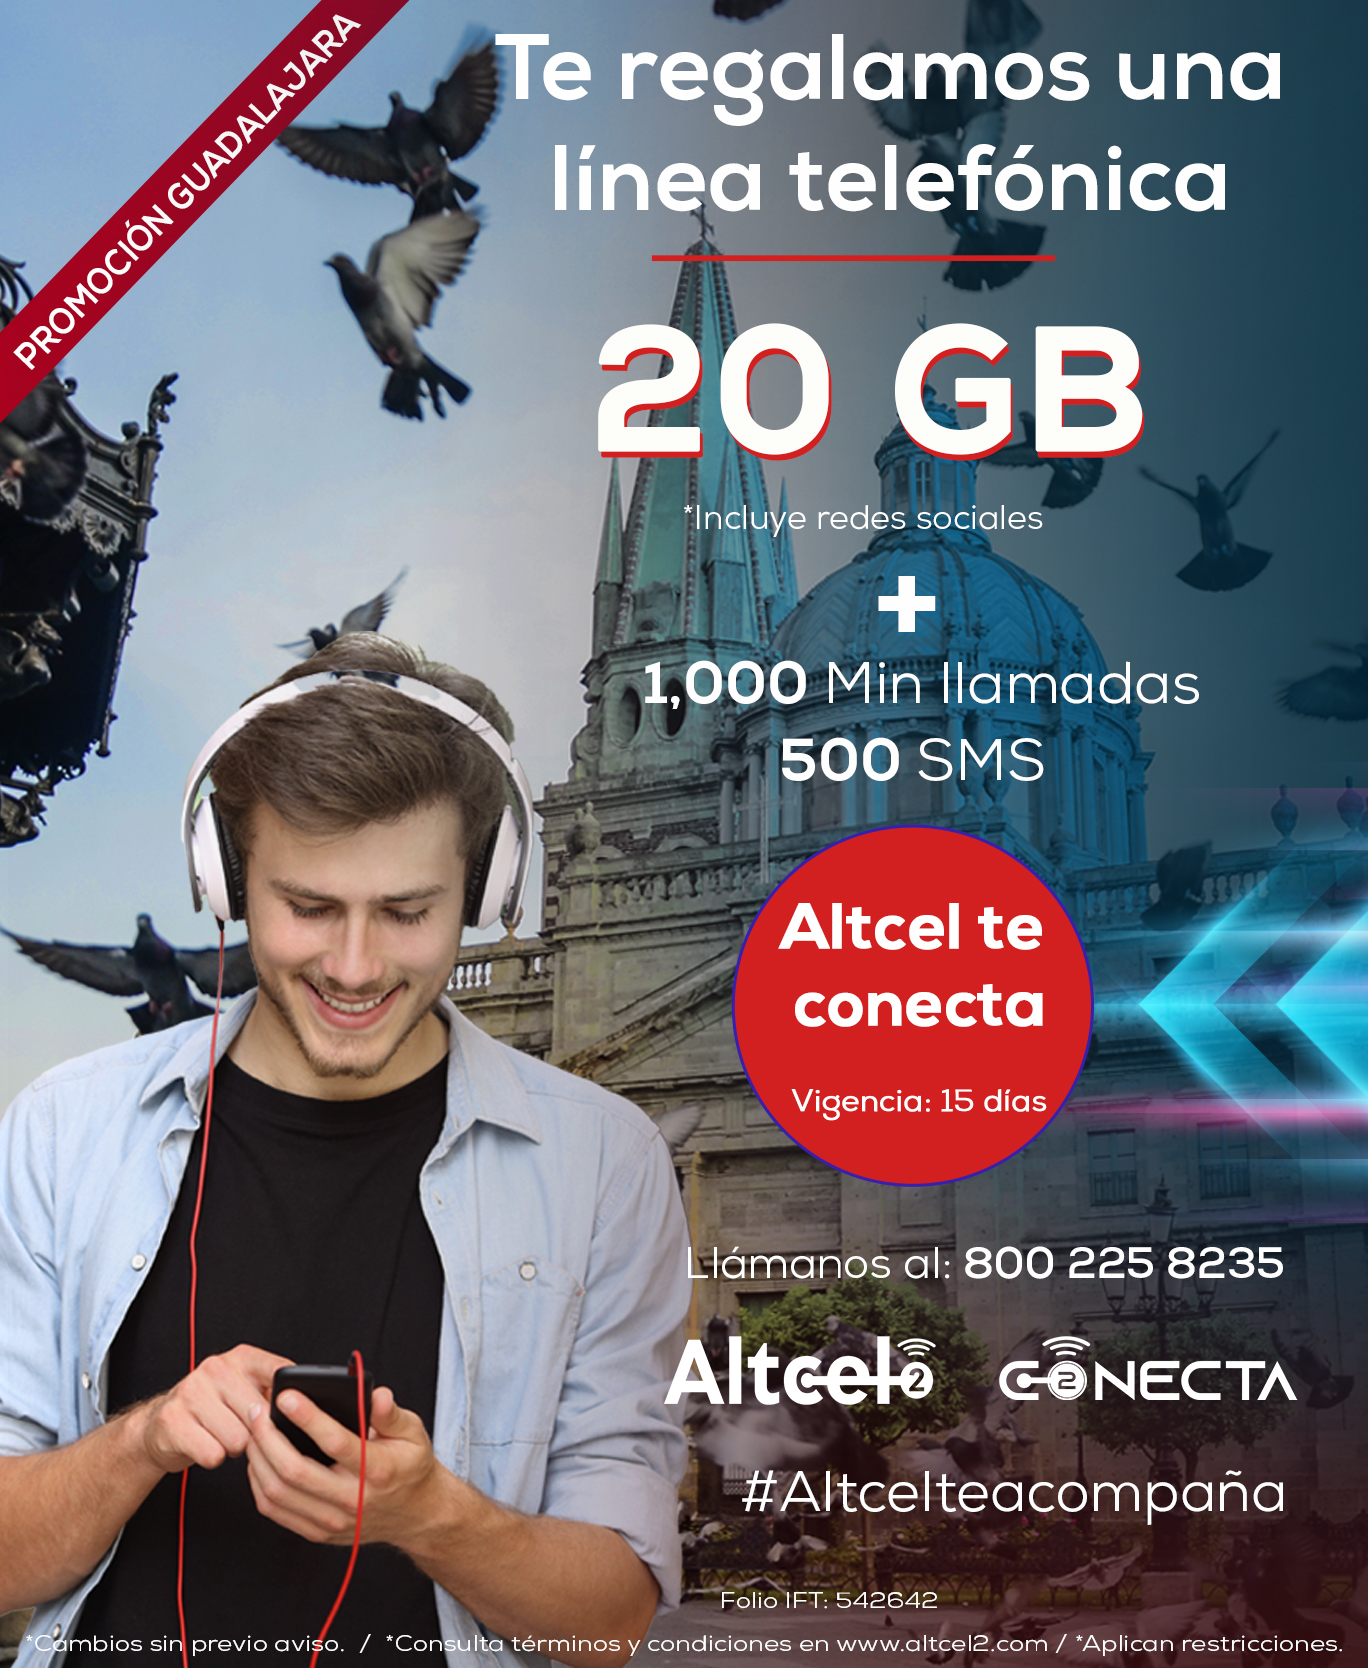 PROMOCIÓN GUADALAJARA
Te regalamos una
línea telefónica
20 GB
*Incluye redes sociales
+
1,000 Min llamadas
500 SMS
Altcel te
conecta
Vigencia: 15 días
Llámanos al: 800 225 8235
Altcel2 CONECTA 2
#Altcelteacompaña
Folio IFT: 542642
*Cambios sin previo aviso. / *Consulta términos y condiciones en www.altcel2.com / *Aplican restricciones.